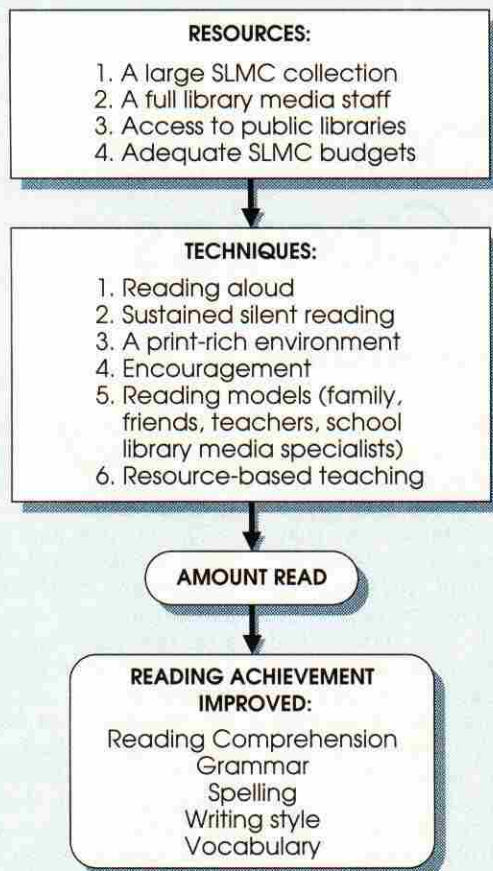 RESOURCES:
1. A large SLMC collection
2. A full library media staff
3. Access to public libraries
4. Adequate SLMC budgets
TECHNIQUES:
1. Reading aloud
2. Sustained silent reading
3. A print-rich environment
4. Encouragement
5. Reading models (family,
friends, teachers, school
library media specialists)
6. Resource-based teaching
AMOUNT READ
READING ACHIEVEMENT
IMPROVED:
Reading Comprehension
Grammar
Spelling
Writing style
Vocabulary